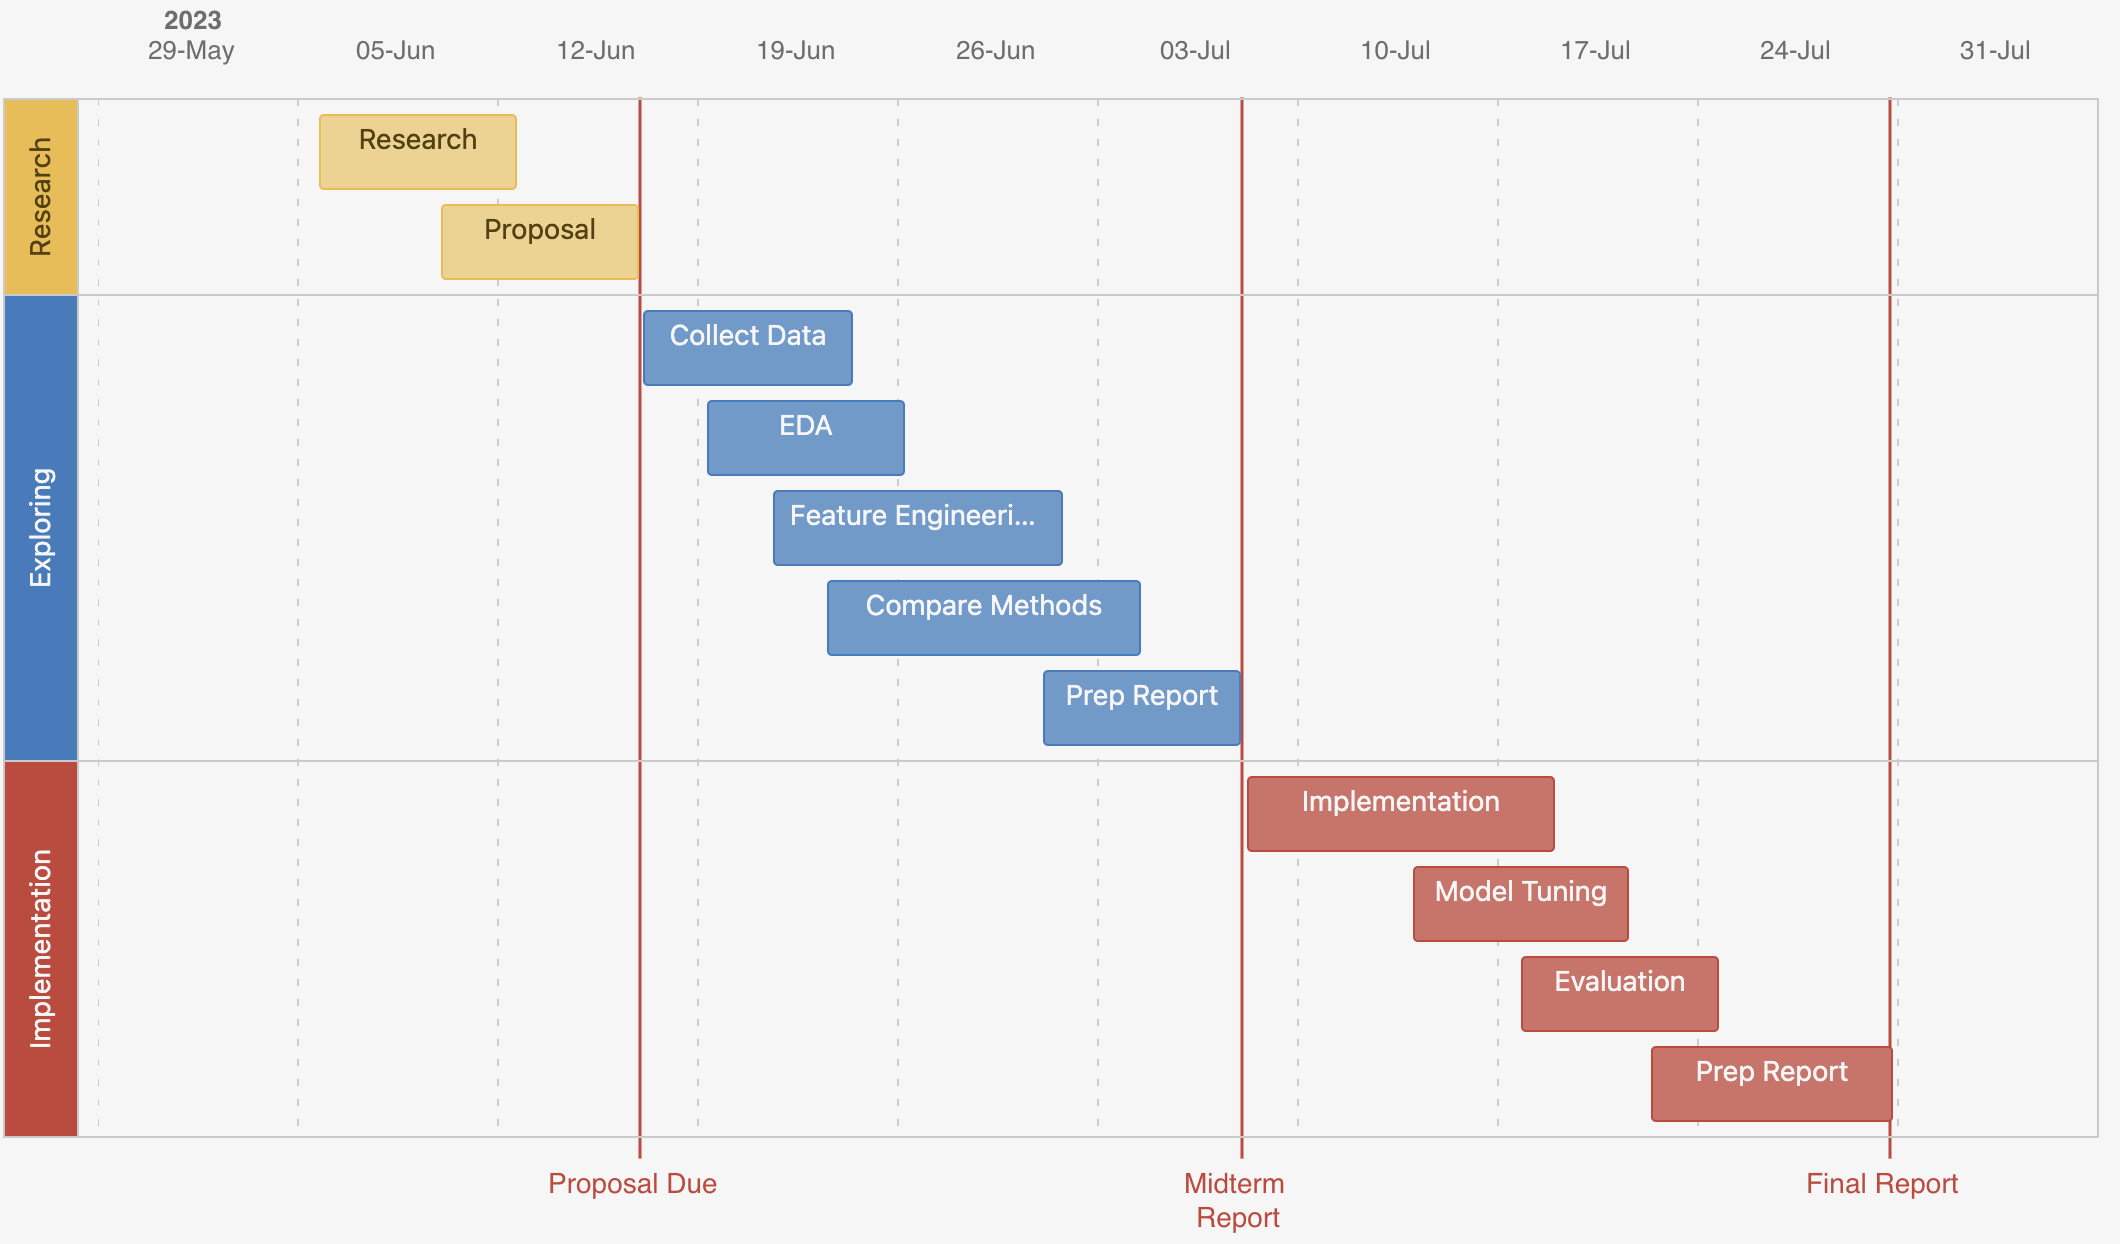 2023
29-May 05-Jun 12-Jun 19-Jun 26-Jun 03-Jul 10-Jul 17-Jul 24-Jul 31-Jul
Research
Research
Proposal
Exploring
Collect Data
EDA
Feature Engineeri...
Compare Methods
Prep Report
Implementation
Implementation
Model Tuning
Evaluation
Prep Report
Proposal Due
Midterm
Report
Final Report